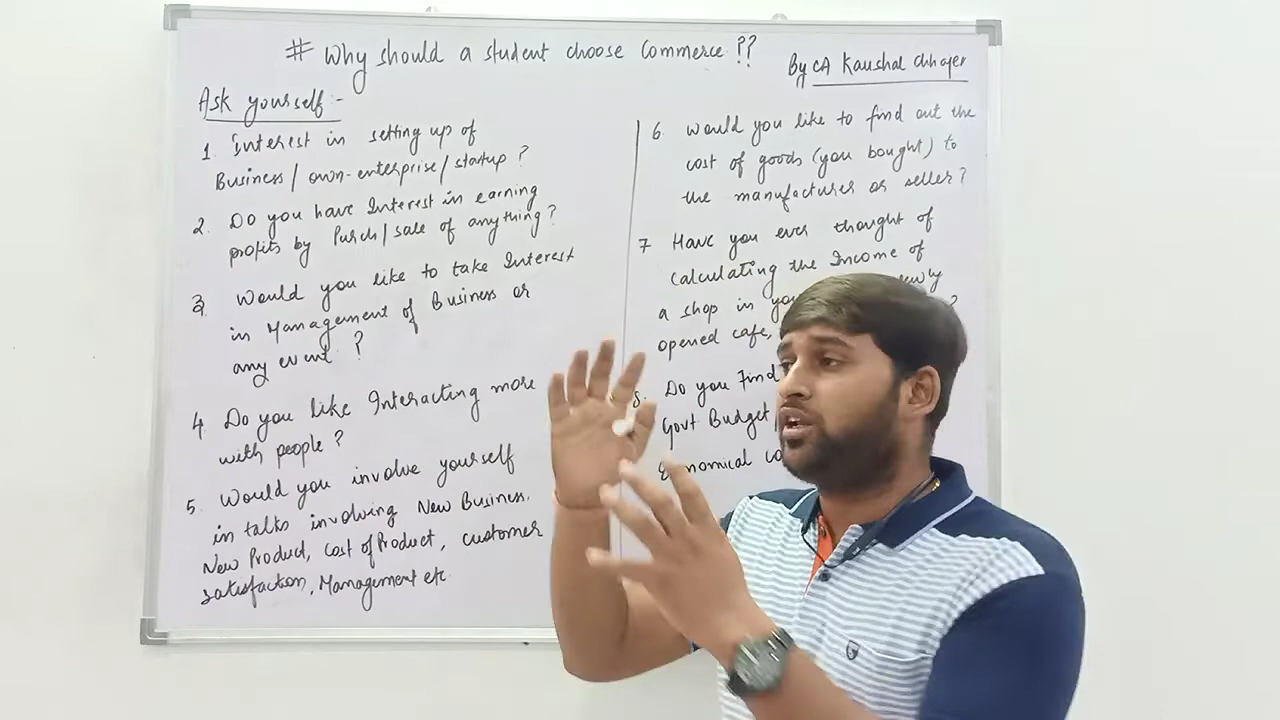 # Why should a student choose Commerce ??
By CA Kaushal Chhajer
Ask yourself :-
1. Interest in setting up of
Business / own-enterprise / startup ?
2. Do you have Interest in earning
profits by Purch / sale of anything ?
3. Would you like to take Interest
in Management of Business or
any event ?
4. Do you like Interacting more
with people ?
5. Would you involve yourself
in talks involving New Business,
New Product, Cost of Product, customer
satisfaction, Management etc
6. Would you like to find out the
cost of goods (you bought) to
the manufacturer or seller ?
7 Have you ever thought of
Calculating the Income of
a shop in
opened cafe, ?
8. Do you Find
Govt Budget /